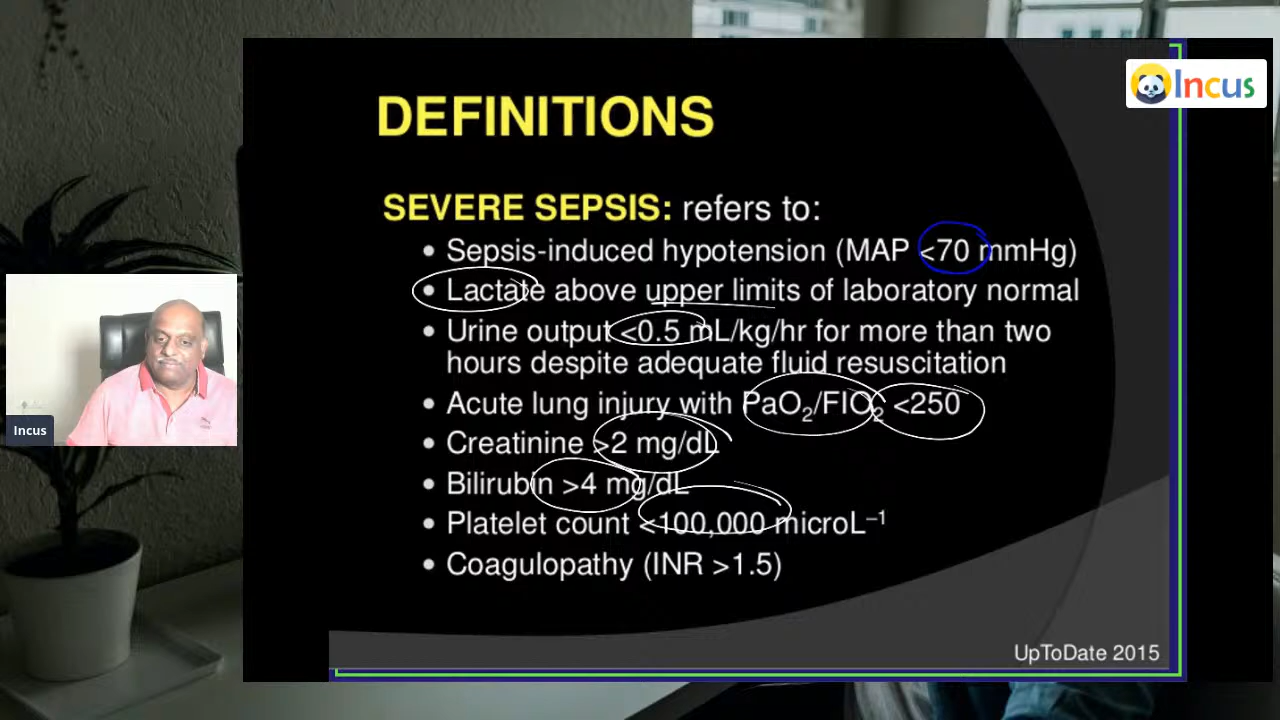 Incus
DEFINITIONS
SEVERE SEPSIS: refers to:
• Sepsis-induced hypotension (MAP <70 mmHg)
• Lactate above upper limits of laboratory normal
• Urine output <0.5 mL/kg/hr for more than two
hours despite adequate fluid resuscitation
• Acute lung injury with PaO₂/FIO₂ <250
• Creatinine >2 mg/dL
• Bilirubin >4 mg/dL
• Platelet count <100,000 microL⁻¹
• Coagulopathy (INR >1.5)
UpToDate 2015
Incus